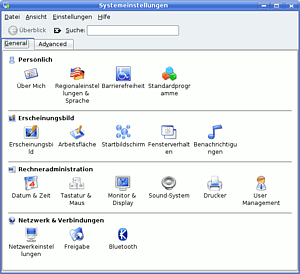 Systemeinstellungen
Datei Ansicht Einstellungen Hilfe
Überblick Suche:
General Advanced
Persönlich
Über Mich Regionaleinstellungen & Sprache Barrierefreiheit Standardprogramme
Erscheinungsbild
Erscheinungsbild Arbeitsfläche Startbildschirm Fensterverhalten Benachrichtigungen
Rechneradministration
Datum & Zeit Tastatur & Maus Monitor & Display Sound-System Drucker User Management
Netzwerk & Verbindungen
Netzwerkeinstellungen Freigabe Bluetooth